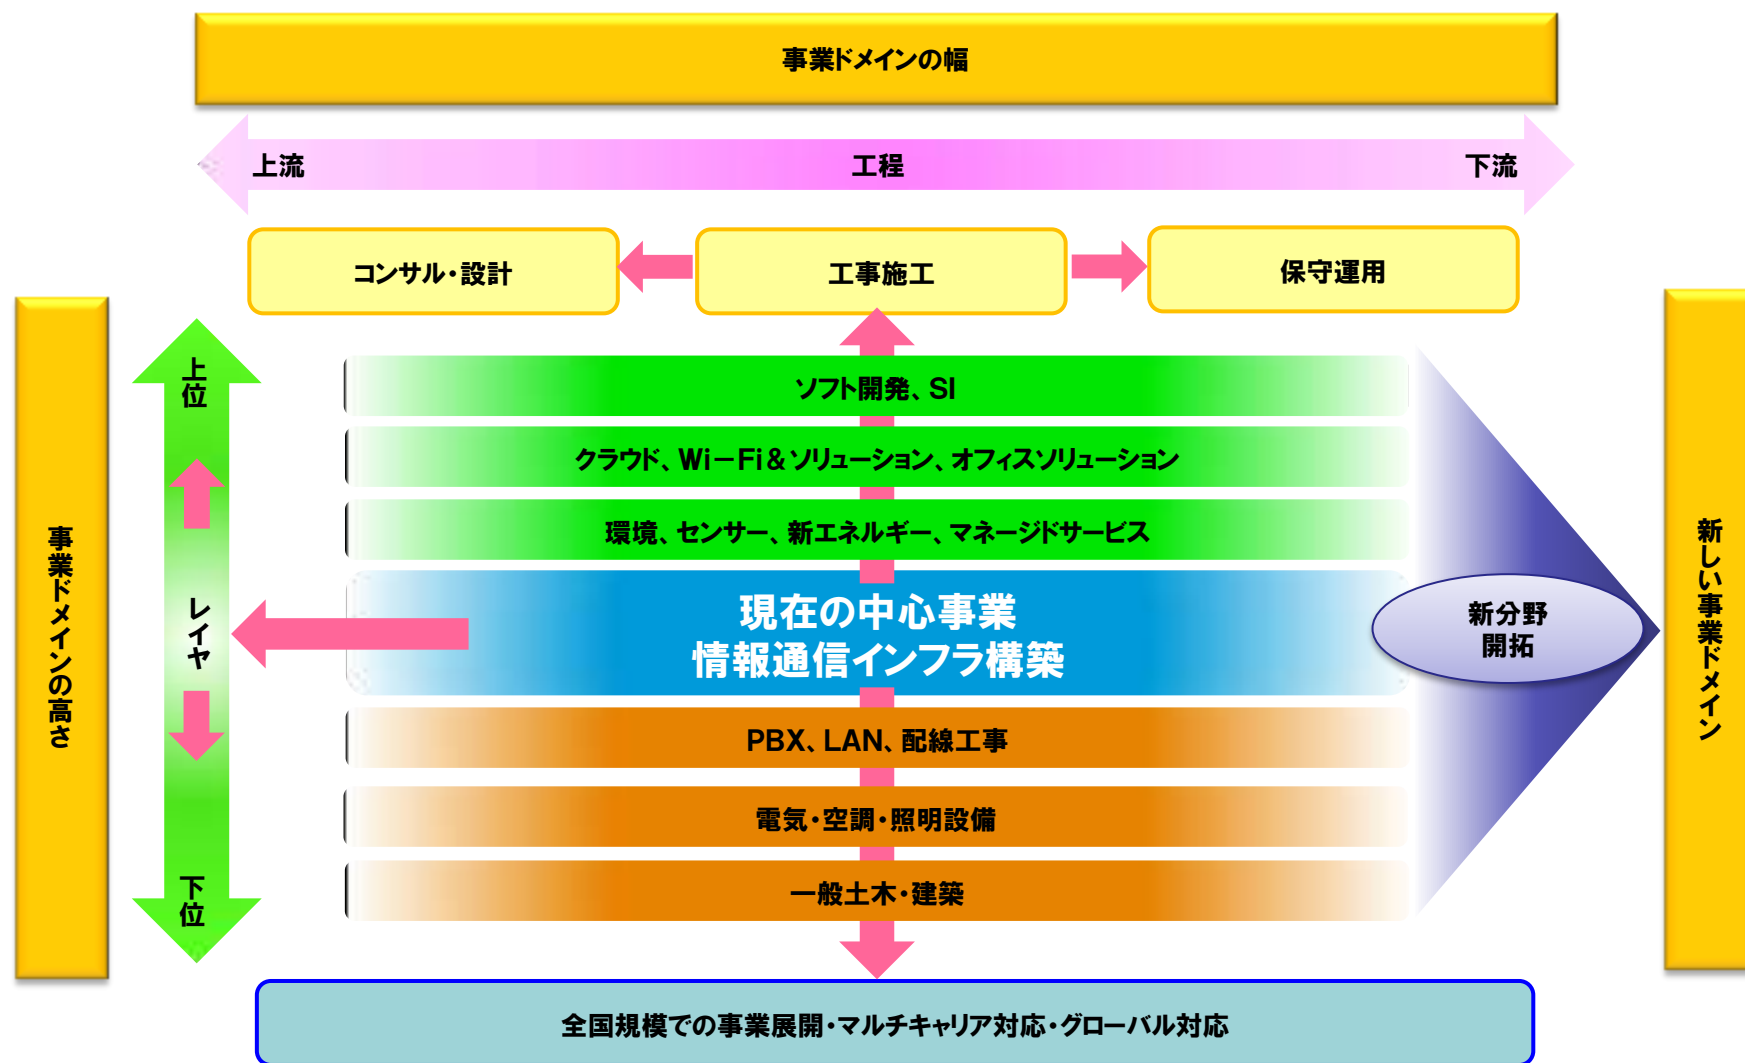 事業ドメインの幅
上流
工程
下流
コンサル・設計
工事施工
保守運用
事業ドメインの高さ
上位
レイヤ
下位
ソフト開発、SI
クラウド、Wi－Fi＆ソリューション、オフィスソリューション
環境、センサー、新エネルギー、マネージドサービス
現在の中心事業
情報通信インフラ構築
PBX、LAN、配線工事
電気・空調・照明設備
一般土木・建築
新分野
開拓
新しい事業ドメイン
全国規模での事業展開・マルチキャリア対応・グローバル対応